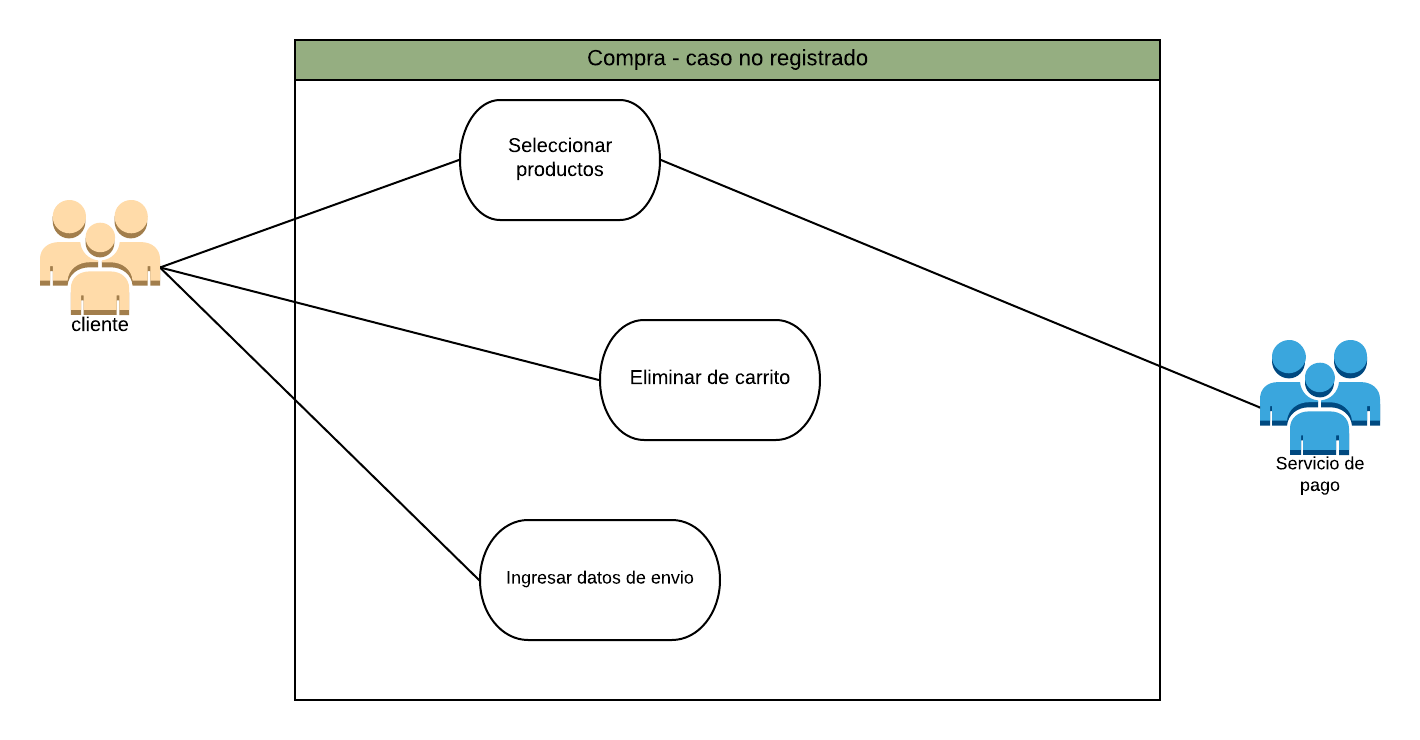 Compra - caso no registrado
Seleccionar
productos
cliente
Eliminar de carrito
Servicio de
pago
Ingresar datos de envio